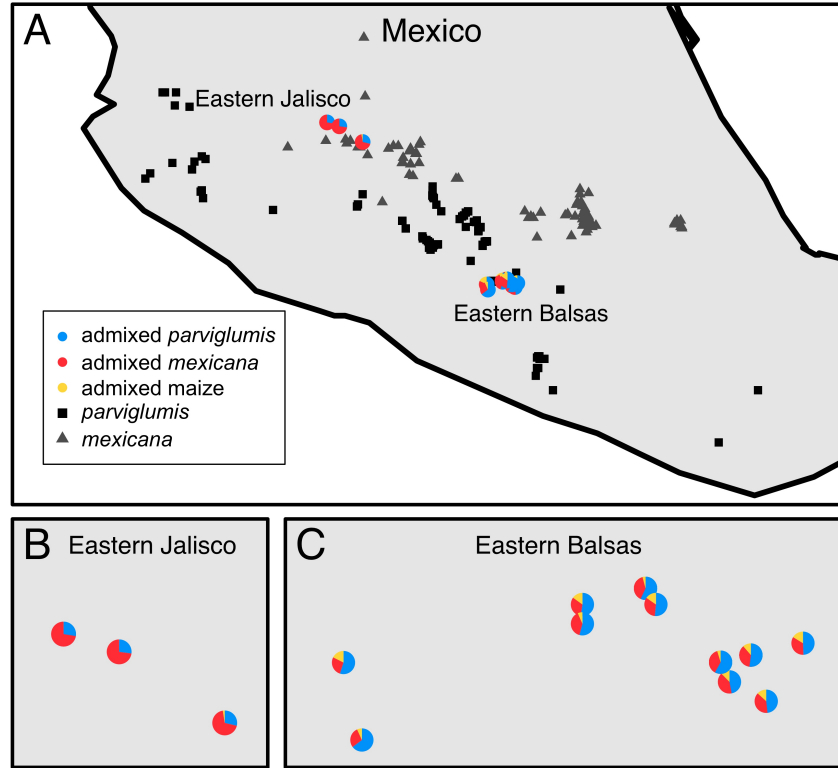 A
Mexico
Eastern Jalisco
Eastern Balsas
admixed parviglumis
admixed mexicana
admixed maize
parviglumis
mexicana
B
Eastern Jalisco
C
Eastern Balsas